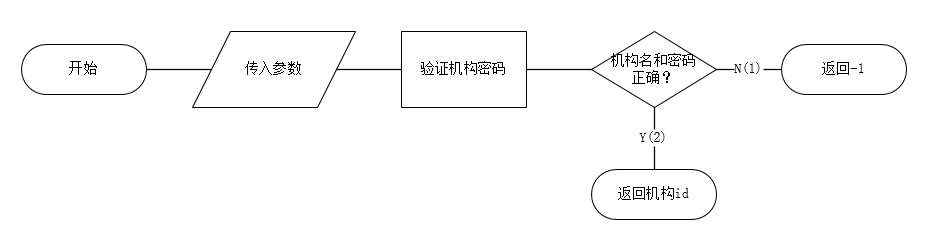 开始
传入参数
验证机构密码
机构名和密码
正确？
N(1)
返回-1
Y(2)
返回机构id